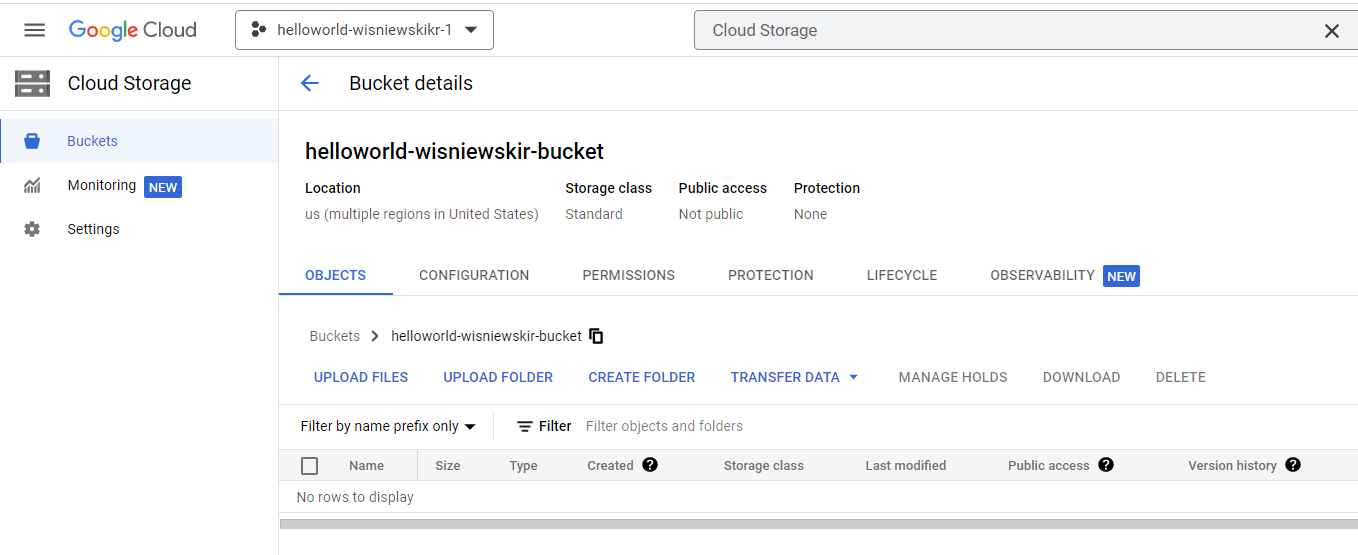 Google Cloud helloworld-wisniewskikr-1 Cloud Storage
Cloud Storage
Bucket details
Buckets
Monitoring NEW
Settings
helloworld-wisniewskir-bucket
Location Storage class Public access Protection
us (multiple regions in United States) Standard Not public None
OBJECTS CONFIGURATION PERMISSIONS PROTECTION LIFECYCLE OBSERVABILITY NEW
Buckets > helloworld-wisniewskir-bucket
UPLOAD FILES UPLOAD FOLDER CREATE FOLDER TRANSFER DATA MANAGE HOLDS DOWNLOAD DELETE
Filter by name prefix only Filter Filter objects and folders
Name Size Type Created ? Storage class Last modified Public access ? Version history ?
No rows to display